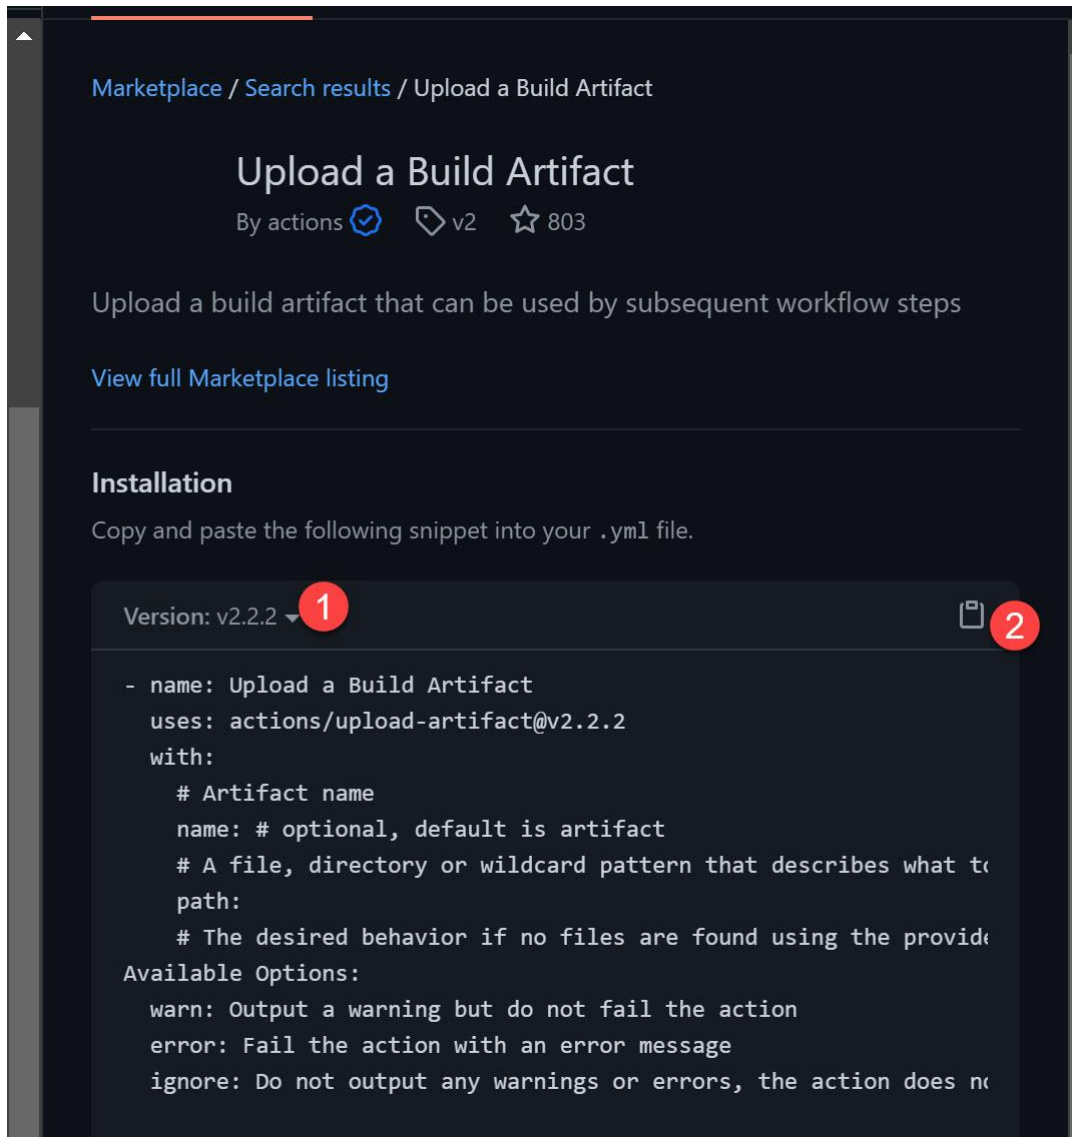 Marketplace / Search results / Upload a Build Artifact
Upload a Build Artifact
By actions v2 803
Upload a build artifact that can be used by subsequent workflow steps
View full Marketplace listing
Installation
Copy and paste the following snippet into your .yml file.
Version: v2.2.2 1 2
- name: Upload a Build Artifact
  uses: actions/upload-artifact@v2.2.2
  with:
    # Artifact name
    name: # optional, default is artifact
    # A file, directory or wildcard pattern that describes what
    path:
    # The desired behavior if no files are found using the
Available Options:
  warn: Output a warning but do not fail the action
  error: Fail the action with an error message
  ignore: Do not output any warnings or errors, the action does